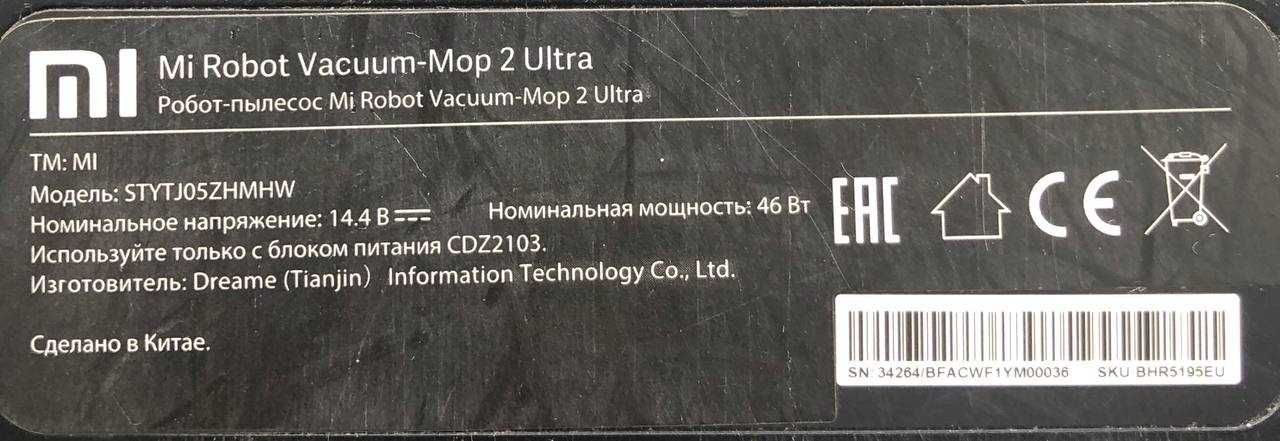 MI
Mi Robot Vacuum-Mop 2 Ultra
Робот-пылесос Mi Robot Vacuum-Mop 2 Ultra
TM: MI
Модель: STYTJ05ZHMHW
Номинальное напряжение: 14.4 В Номинальная мощность: 46 Вт
Используйте только с блоком питания CDZ2103.
Изготовитель: Dreame (Tianjin) Information Technology Co., Ltd.
Сделано в Китае.
EAC CE
SN: 34264/BFACWF1YM00036 SKU BHR5195EU